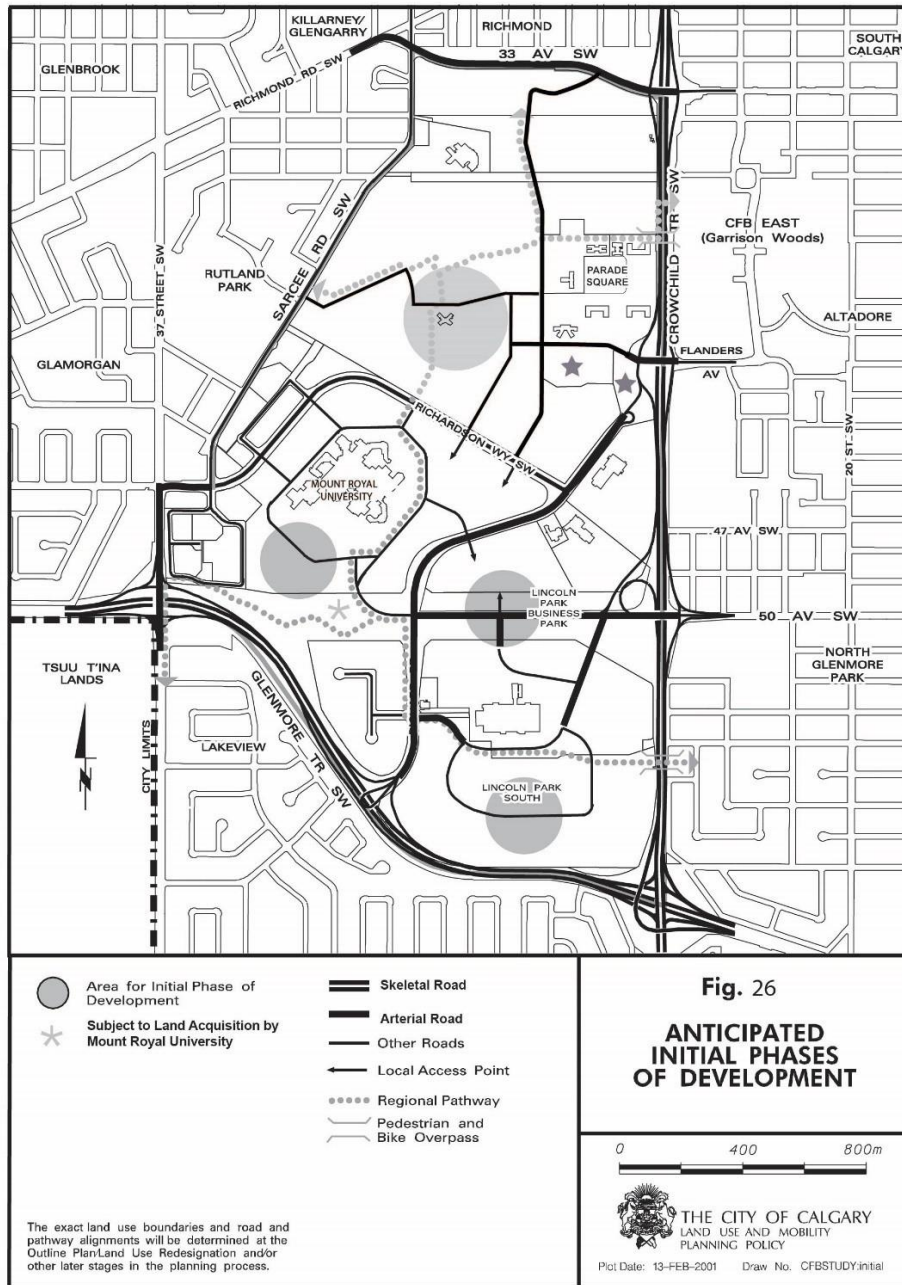 KILLARNEY/
GLENGARRY
RICHMOND
33 AV SW
SOUTH
CALGARY
GLENBROOK
RICHMOND RD SW
SARCEE RD SW
CROWCHILD TR SW
CFB EAST
(Garrison Woods)
37 STREET SW
RUTLAND
PARK
PARADE
SQUARE
ALTADORE
GLAMORGAN
FLANDERS
AV
RICHARDSON WY SW
20 ST SW
MOUNT ROYAL
UNIVERSITY
47 AV SW
LINCOLN
PARK
BUSINESS
PARK
50 AV SW
TSUU T'INA
LANDS
NORTH
GLENMORE
PARK
GLENMORE TR SW
LAKEVIEW
CITY LIMITS
N
LINCOLN PARK
SOUTH
Area for Initial Phase of
Development
Subject to Land Acquisition by
Mount Royal University
Skeletal Road
Arterial Road
Other Roads
Local Access Point
Regional Pathway
Pedestrian and
Bike Overpass
The exact land use boundaries and road and
pathway alignments will be determined at the
Outline Plan/Land Use Redesignation and/or
other later stages in the planning process.
Fig. 26
ANTICIPATED
INITIAL PHASES
OF DEVELOPMENT
0 400 800m
THE CITY OF CALGARY
LAND USE AND MOBILITY
PLANNING POLICY
Plot Date: 13-FEB-2001 Draw No. CFBSTUDY:initial